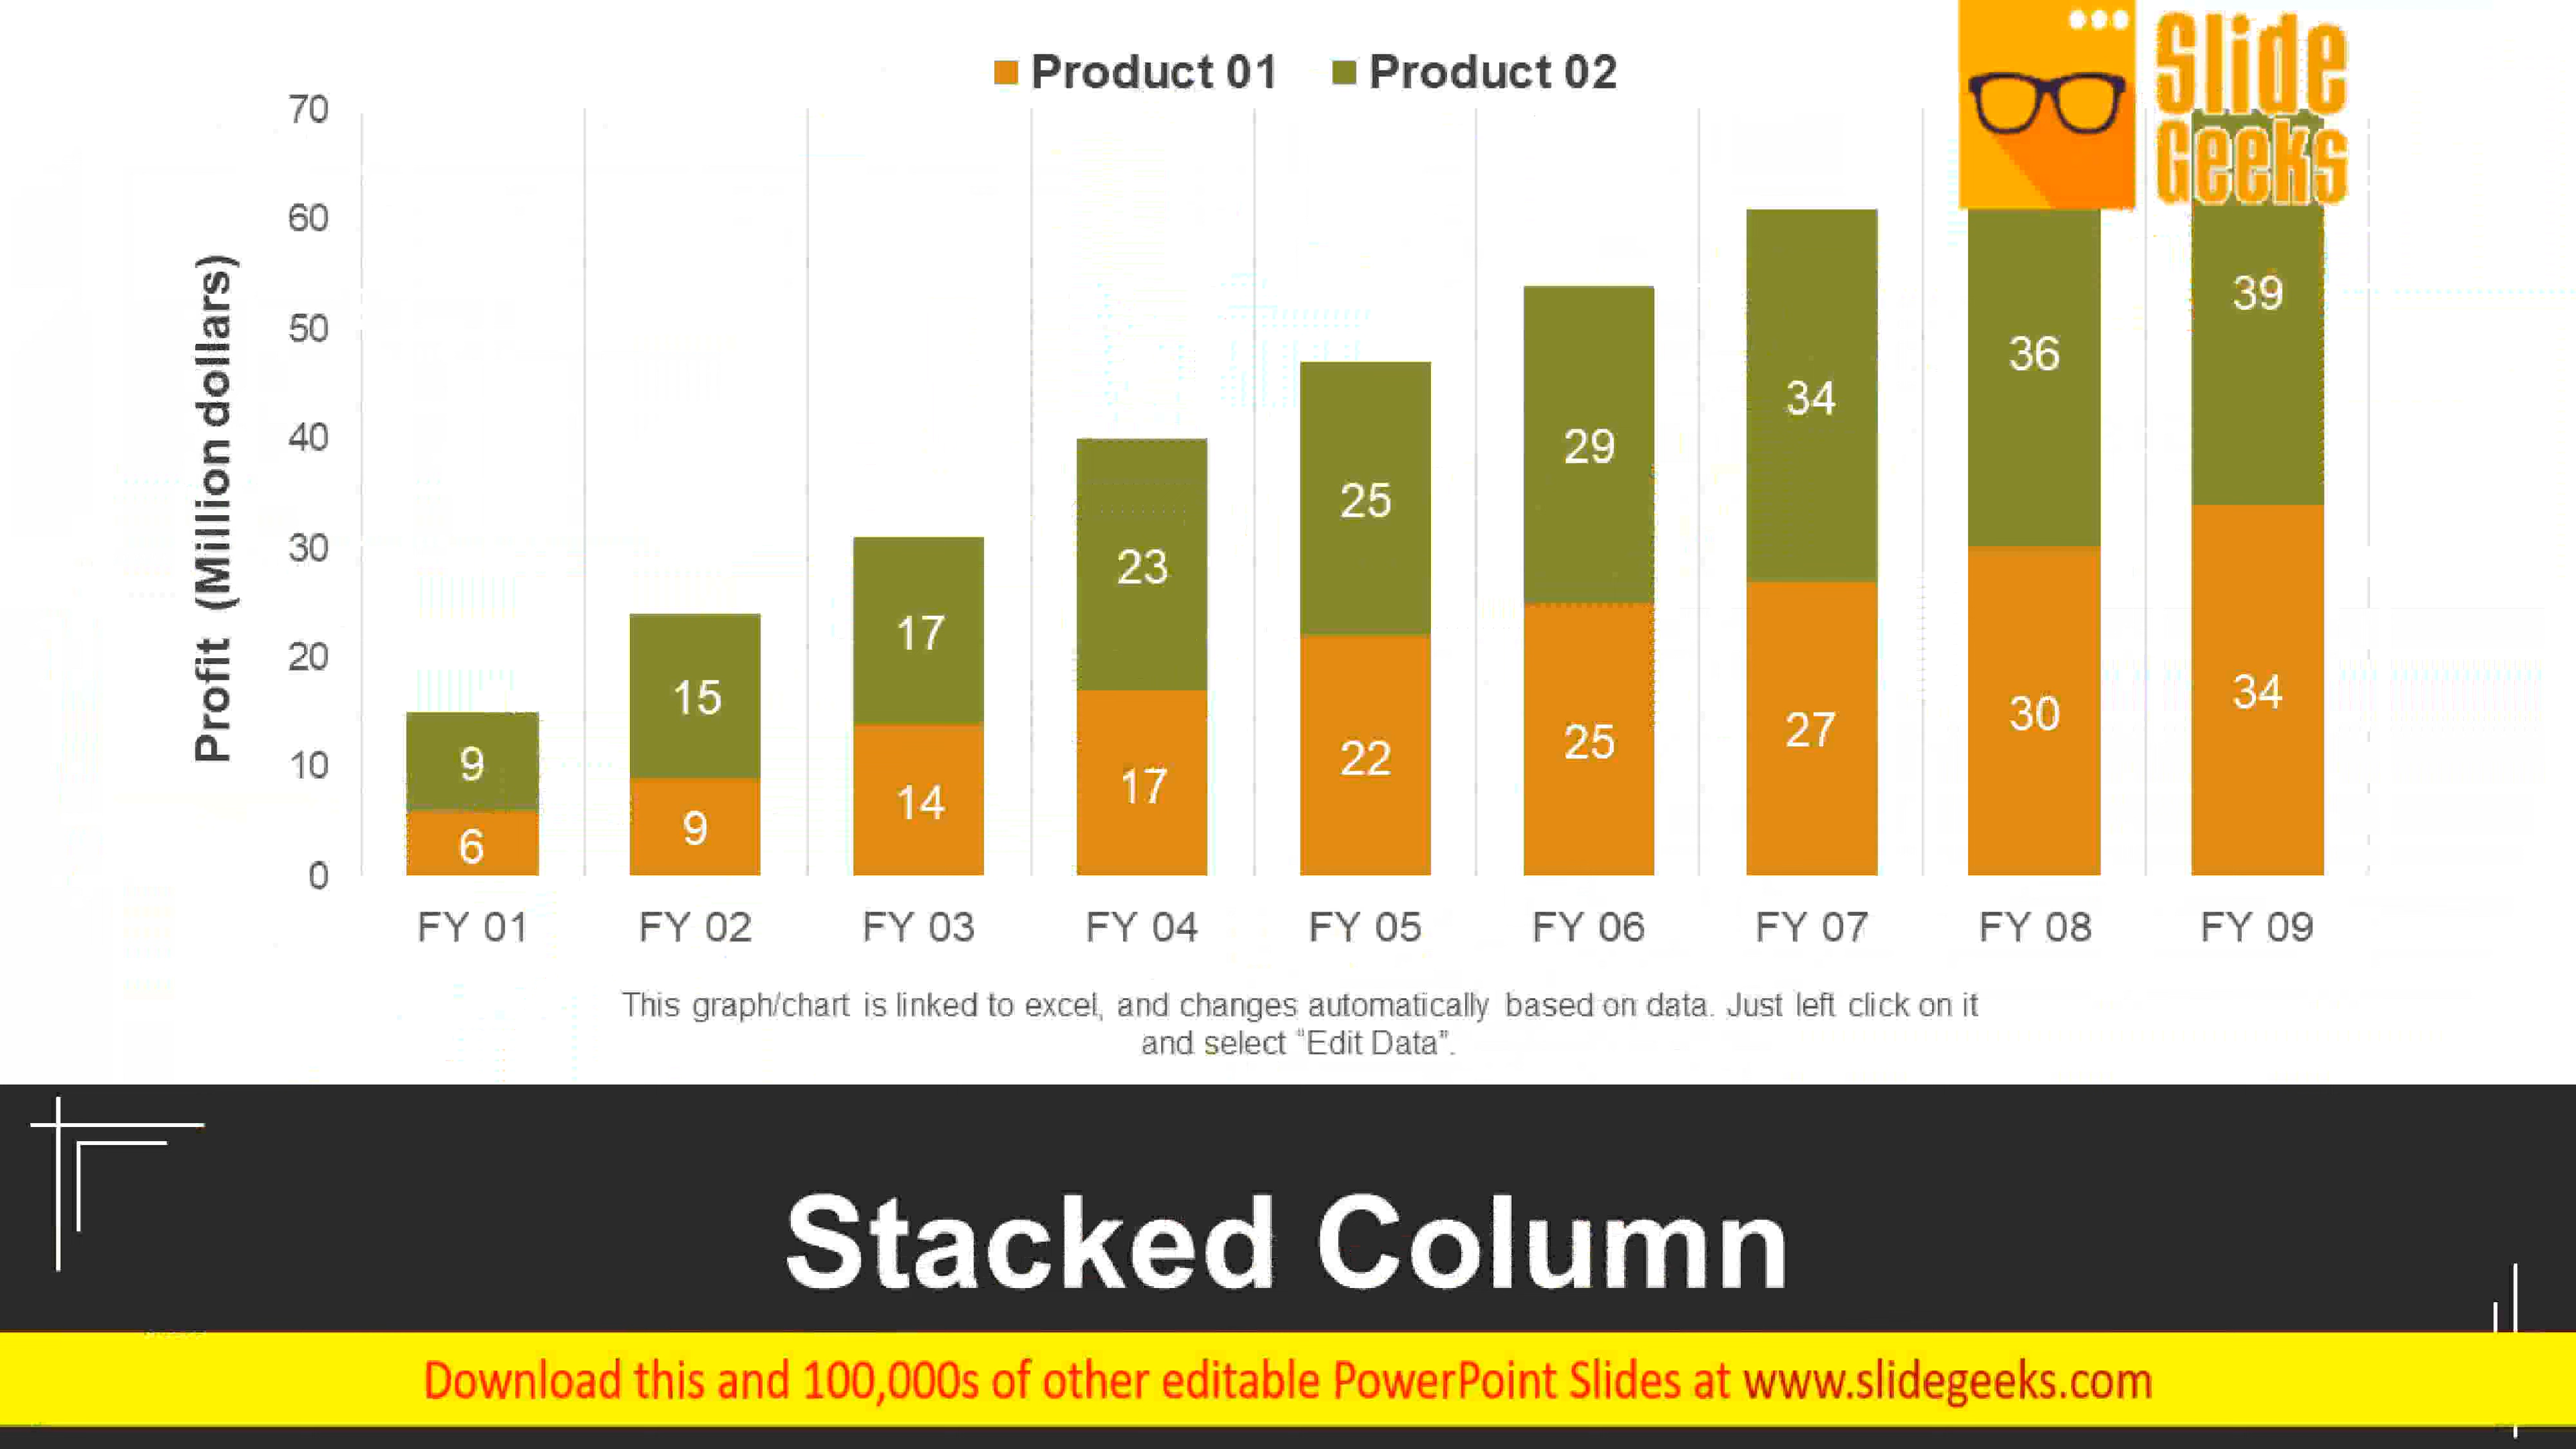 Slide
Geeks
Product 01 Product 02
Profit (Million dollars)
70
60
50
40
30
20
10
0
9 15 17 23 25 29 34 36 39
6 9 14 17 22 25 27 30 34
FY 01 FY 02 FY 03 FY 04 FY 05 FY 06 FY 07 FY 08 FY 09
This graph/chart is linked to excel, and changes automatically based on data. Just left click on it
and select “Edit Data”.
Stacked Column
Download this and 100,000s of other editable PowerPoint Slides at www.slidegeeks.com